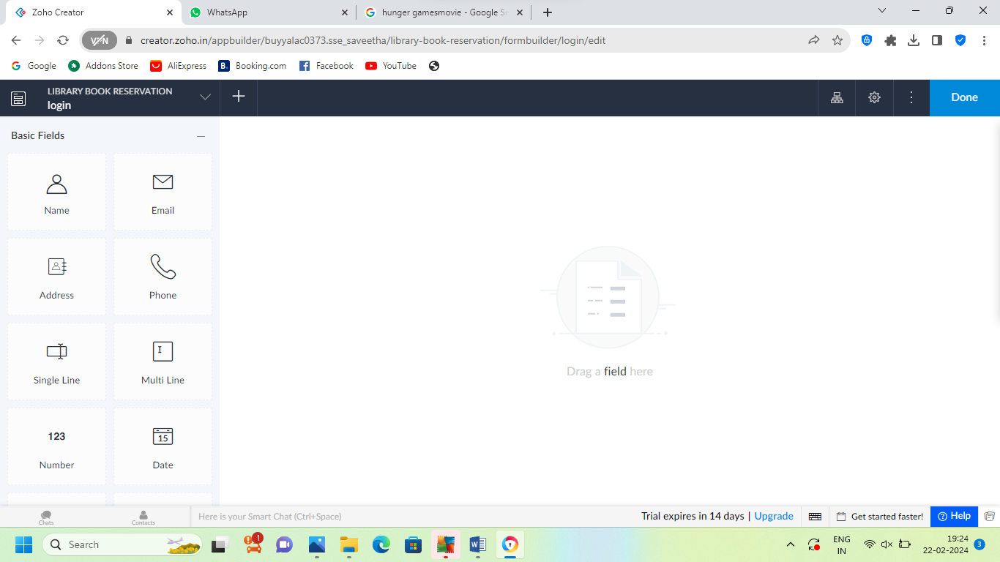 Zoho Creator
WhatsApp
hunger gamesmovie - Google Se
VPN
creator.zoho.in/appbuilder/buyyalac0373.sse_saveetha/library-book-reservation/formbuilder/login/edit
Google
Addons Store
AliExpress
B.
Booking.com
Facebook
YouTube
LIBRARY BOOK RESERVATION
login
Done
Basic Fields
Name
Email
Address
Phone
Single Line
Multi Line
123
Number
15
Date
Drag a field here
Chats
Contacts
Here is your Smart Chat (Ctrl+Space)
Trial expires in 14 days | Upgrade
Get started faster!
Help
Search
1
ENG
IN
19:24
22-02-2024
3